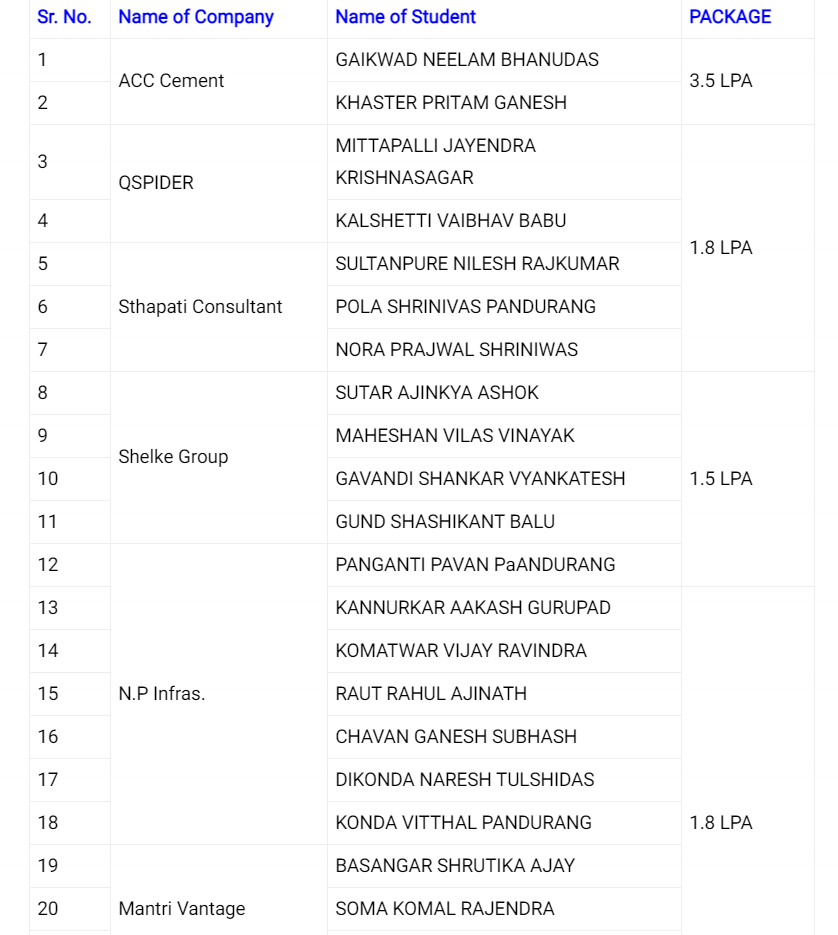 Sr. No. Name of Company Name of Student PACKAGE
1 GAIKWAD NEELAM BHANUDAS
ACC Cement 3.5 LPA
2 KHASTER PRITAM GANESH
MITTAPALLI JAYENDRA
3
KRISHNASAGAR
QSPIDER
4 KALSHETTI VAIBHAV BABU
1.8 LPA
5 SULTANPURE NILESH RAJKUMAR
6 Sthapati Consultant POLA SHRINIVAS PANDURANG
7 NORA PRAJWAL SHRINIWAS
8 SUTAR AJINKYA ASHOK
9 MAHESHAN VILAS VINAYAK
Shelke Group
10 GAVANDI SHANKAR VYANKATESH 1.5 LPA
11 GUND SHASHIKANT BALU
12 PANGANTI PAVAN PaANDURANG
13 KANNURKAR AAKASH GURUPAD
14 KOMATWAR VIJAY RAVINDRA
15 N.P Infras. RAUT RAHUL AJINATH
16 CHAVAN GANESH SUBHASH
17 DIKONDA NARESH TULSHIDAS
18 KONDA VITTHAL PANDURANG 1.8 LPA
19 BASANGAR SHRUTIKA AJAY
20 Mantri Vantage SOMA KOMAL RAJENDRA